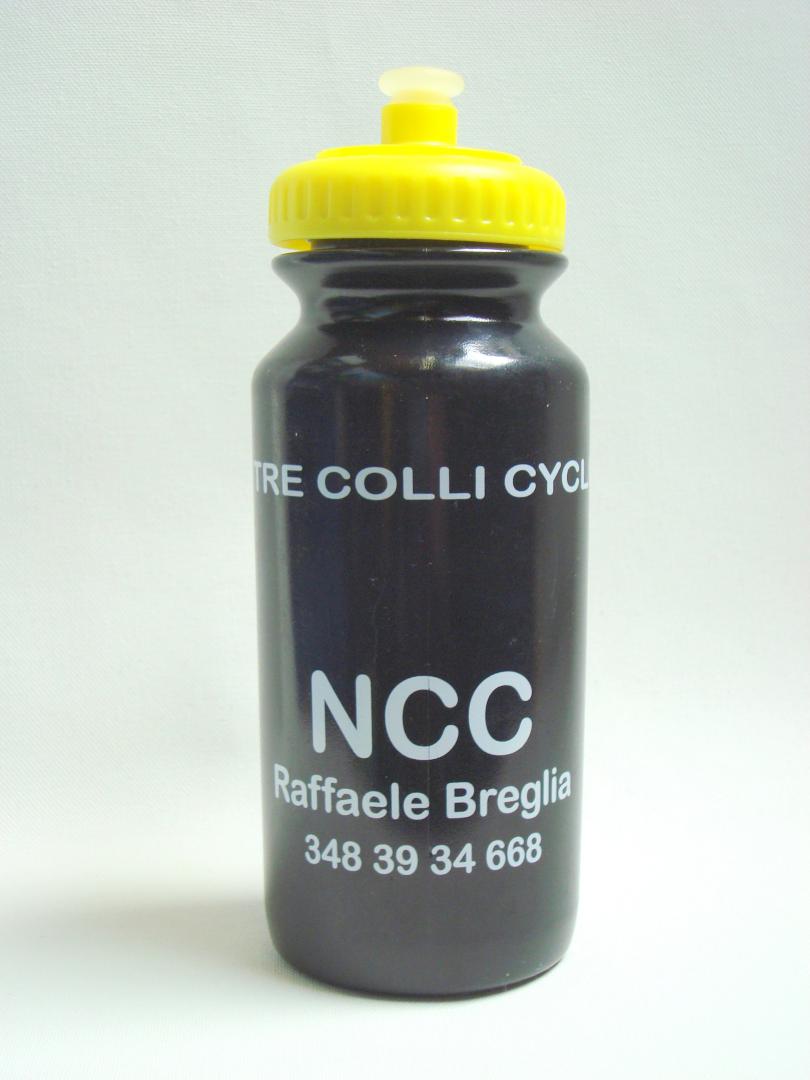 TRE COLLI CYCL
NCC
Raffaele Breglia
348 39 34 668